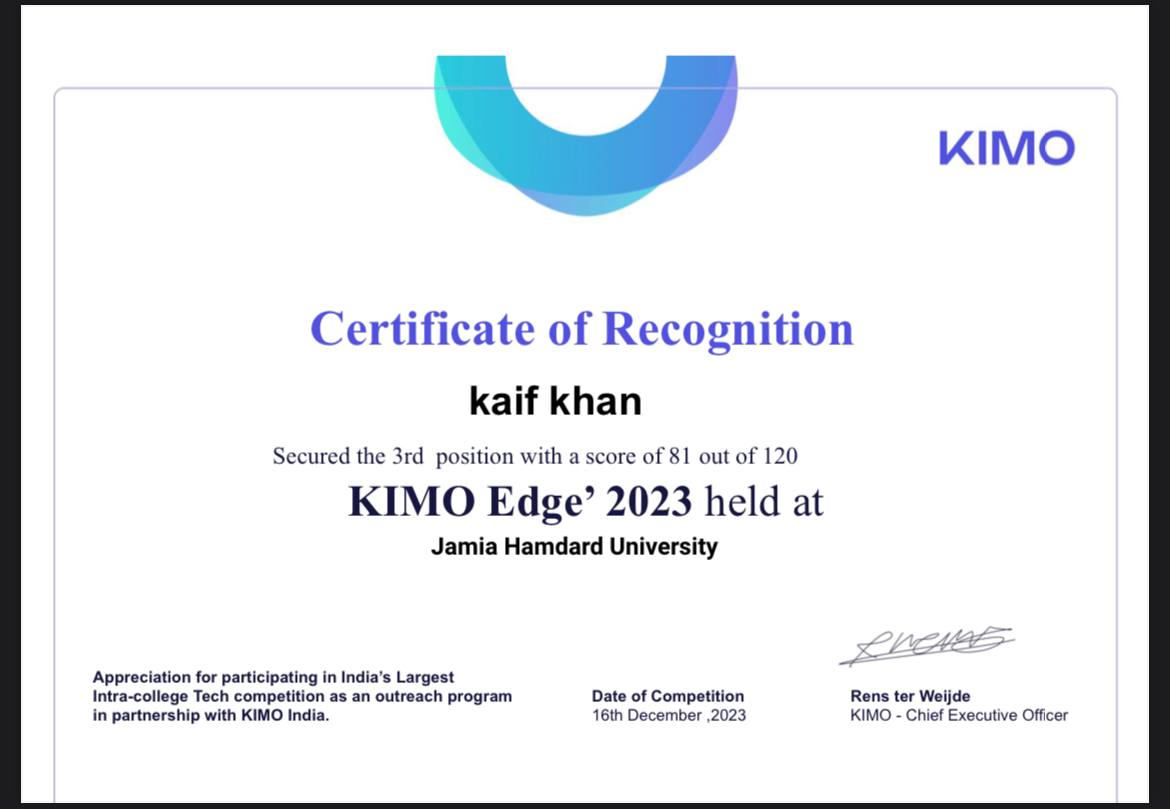 KIMO
Certificate of Recognition
kaif khan
Secured the 3rd position with a score of 81 out of 120
KIMO Edge’ 2023 held at
Jamia Hamdard University
Appreciation for participating in India’s Largest
Intra-college Tech competition as an outreach program
in partnership with KIMO India.
Date of Competition
16th December ,2023
Rens ter Weijde
KIMO - Chief Executive Officer